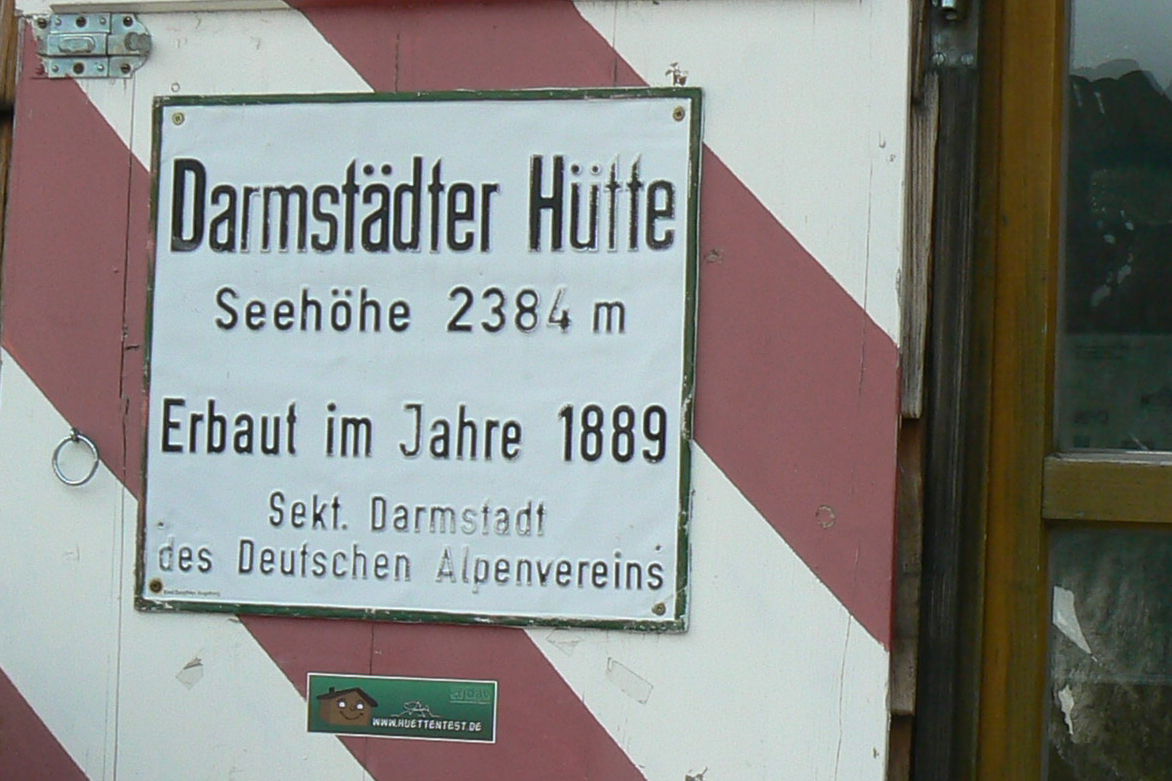 Darmstädter Hütte
Seehöhe 2384 m
Erbaut im Jahre 1889
Sekt. Darmstadt
des Deutschen Alpenvereins
WWW.HUETTENTEST.DE